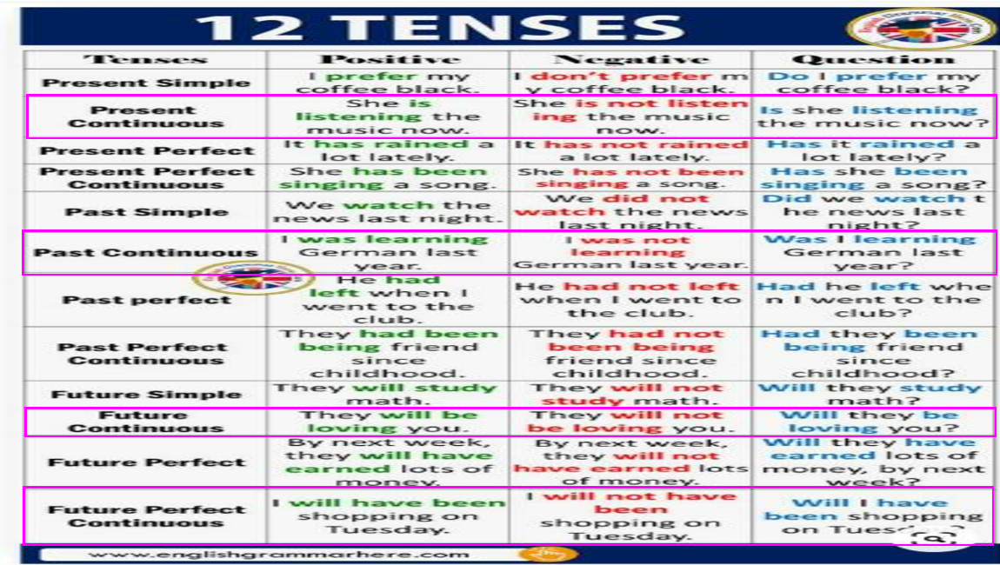 12 TENSES
Tenses Positive Negative Question
Present Simple
I prefer my
coffee black.
I don't prefer m
y coffee black.
Do I prefer my
coffee black?
Present
Continuous
She is
listening the
music now.
She is not listen
ing the music
now.
Is she listening
the music now?
Present Perfect
It has rained a
lot lately.
It has not rained
a lot lately.
Has it rained a
lot lately?
Present Perfect
Continuous
She has been
singing a song.
She has not been
singing a song.
Has she been
singing a song?
Past Simple
We watch the
news last night.
We did not
watch the news
last night.
Did we watch t
he news last
night?
Past Continuous
I was learning
German last
year.
I was not
learning
German last year.
Was I learning
German last
year?
Past perfect
He had
left when I
went to the
club.
He had not left
when I went to
the club.
Had he left whe
n I went to the
club?
Past Perfect
Continuous
They had been
being friend
since
childhood.
They had not
been being
friend since
childhood.
Had they been
being friend
since
childhood?
Future Simple
They will study
math.
They will not
study math.
Will they study
math?
Future
Continuous
They will be
loving you.
They will not
be loving you.
Will they be
loving you?
Future Perfect
By next week,
they will have
earned lots of
money.
By next week,
they will not
have earned lots
of money.
Will they have
earned lots of
money, by next
week?
Future Perfect
Continuous
I will have been
shopping on
Tuesday.
I will not have
been
shopping on
Tuesday.
Will I have
been shopping
on
www.englishgrammarhere.com